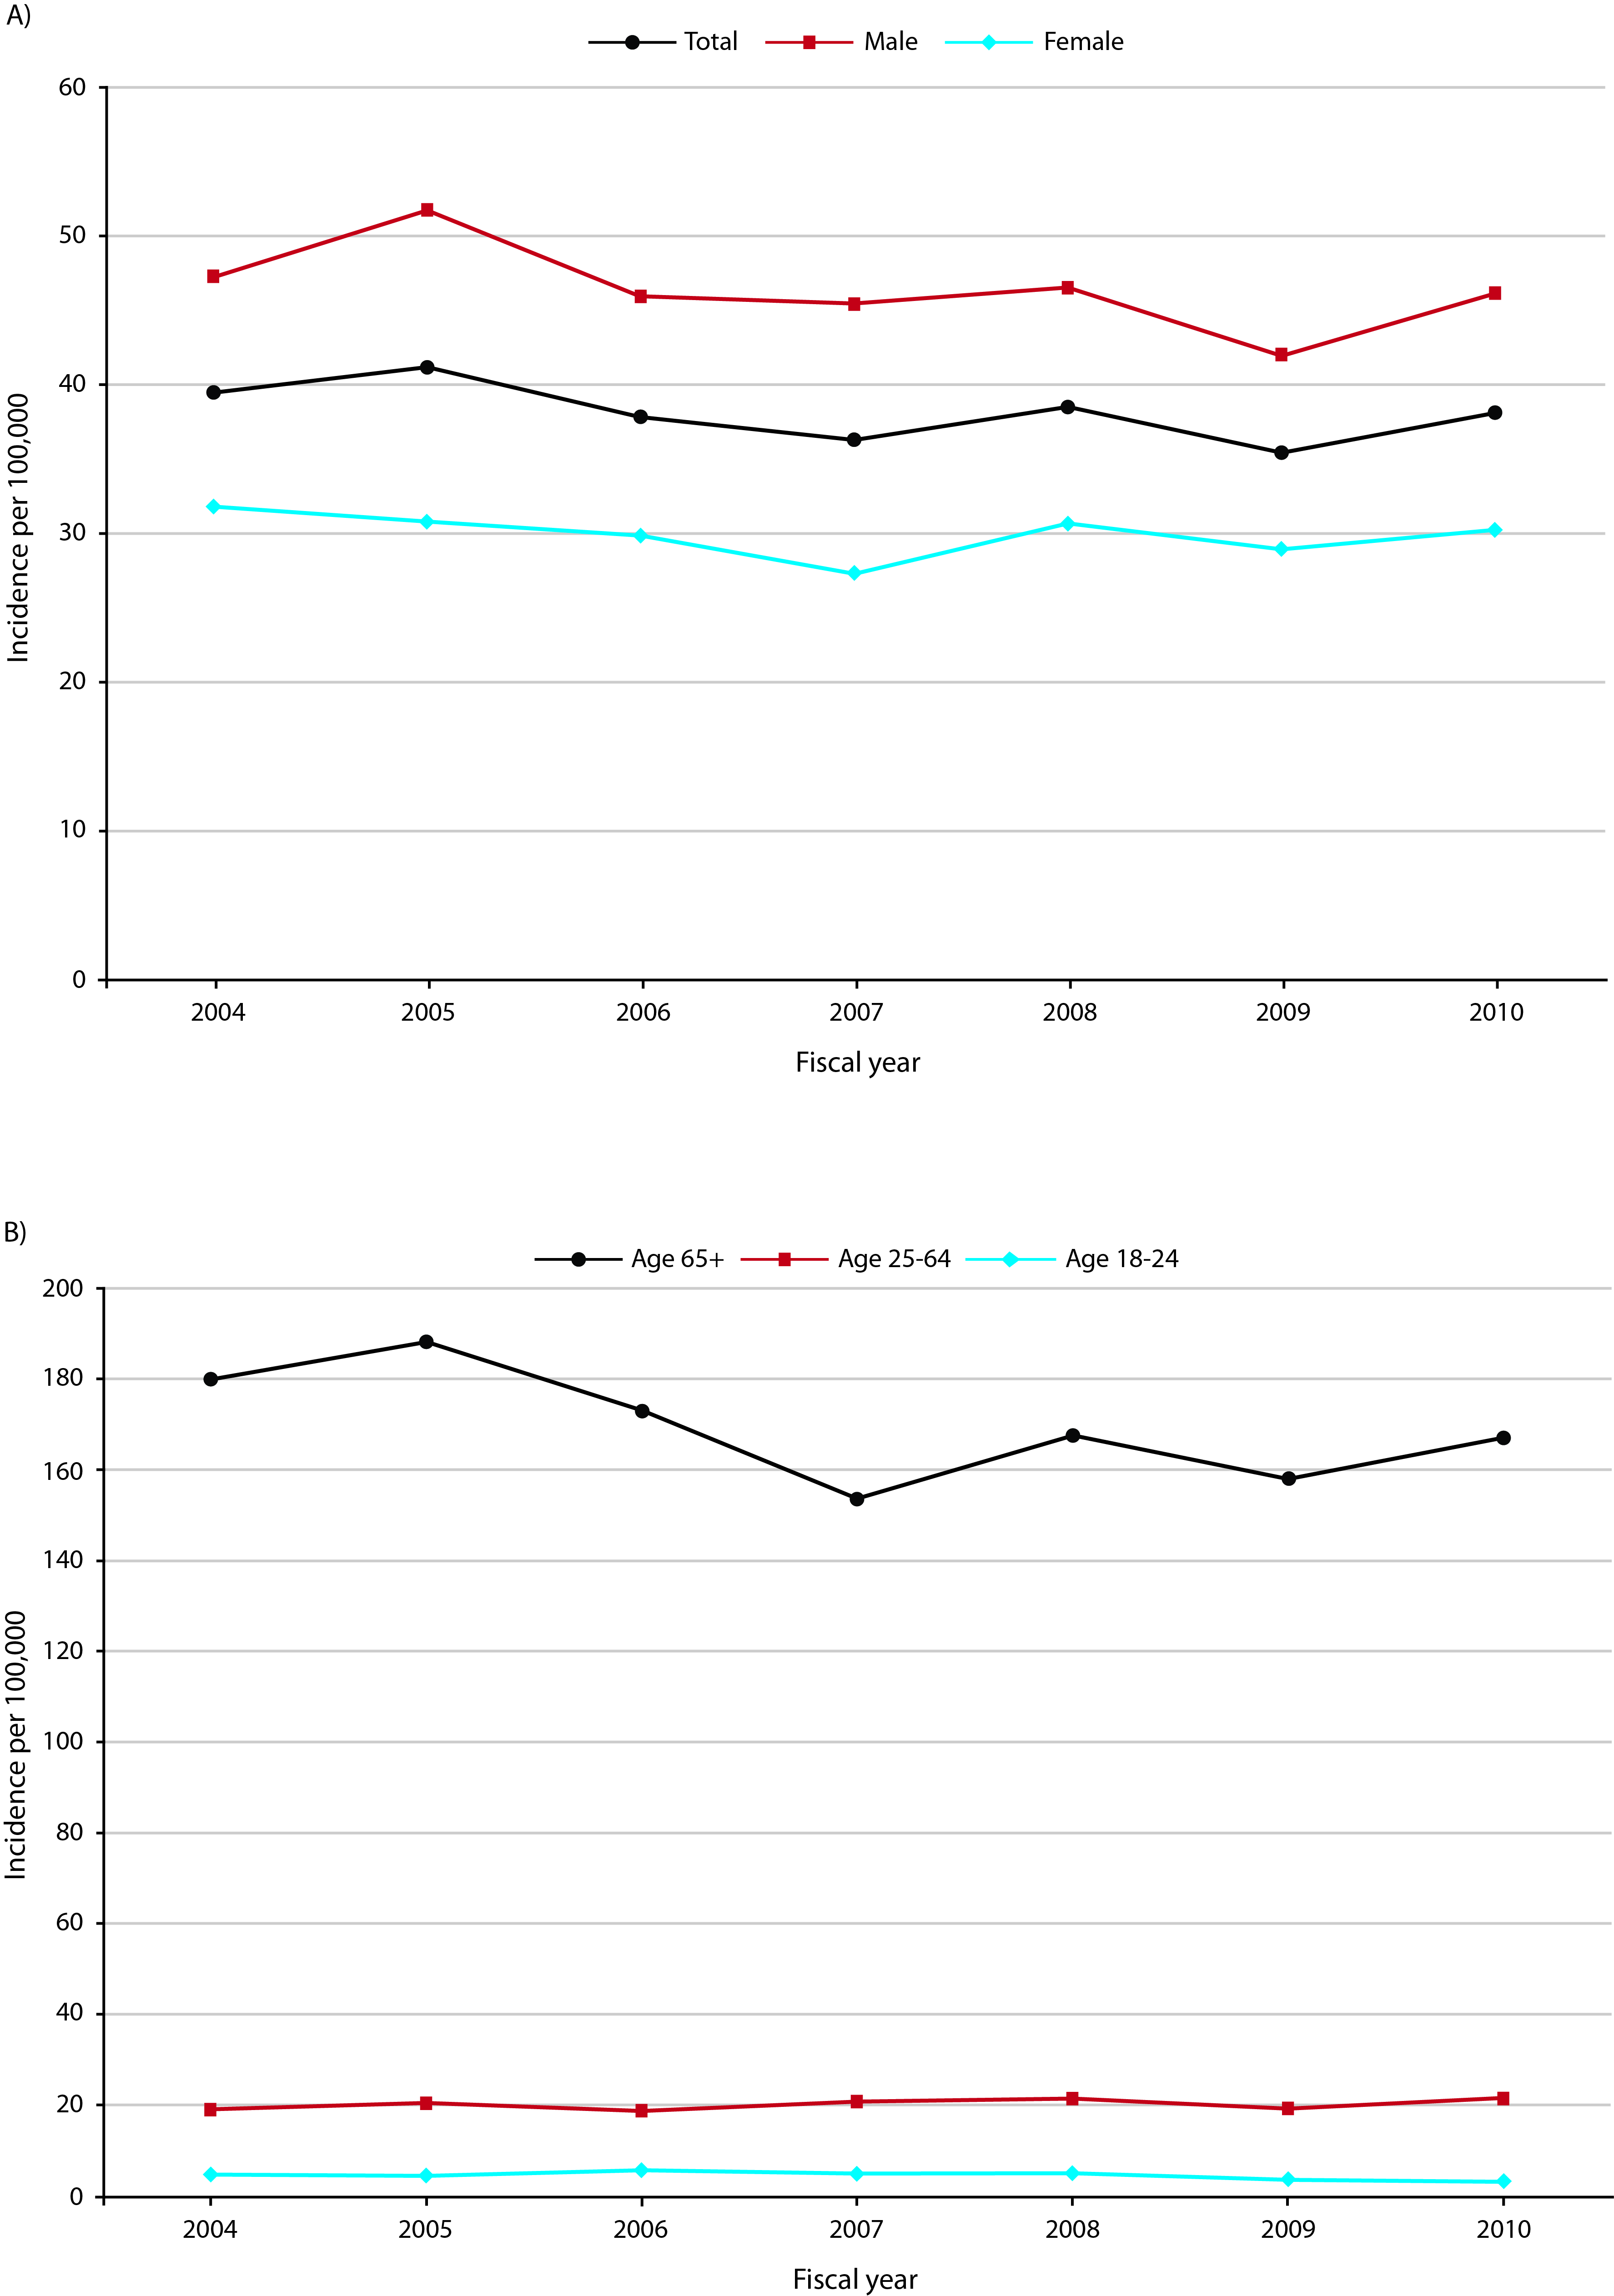 A)
Total Male Female
60
50
40
30
20
10
0
Incidence per 100,000
2004 2005 2006 2007 2008 2009 2010
Fiscal year
B)
Age 65+ Age 25-64 Age 18-24
200
180
160
140
120
100
80
60
40
20
0
Incidence per 100,000
2004 2005 2006 2007 2008 2009 2010
Fiscal year